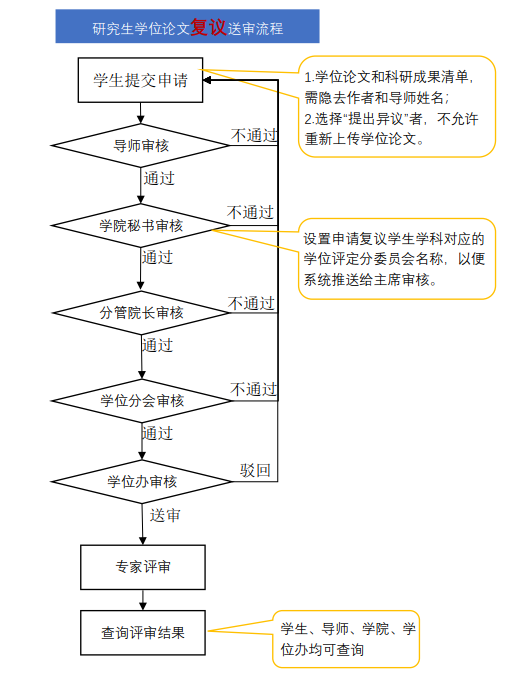 研究生学位论文复议送审流程
学生提交申请
1.学位论文和科研成果清单，
需隐去作者和导师姓名；
2.选择“提出异议”者，不允许
重新上传学位论文。
导师审核
不通过
通过
学院秘书审核
不通过
设置申请复议学生学科对应的
学位评定分委员会名称，以便
系统推送给主席审核。
通过
分管院长审核
不通过
通过
学位分会审核
不通过
通过
学位办审核
驳回
送审
专家评审
查询评审结果
学生、导师、学院、学
位办均可查询